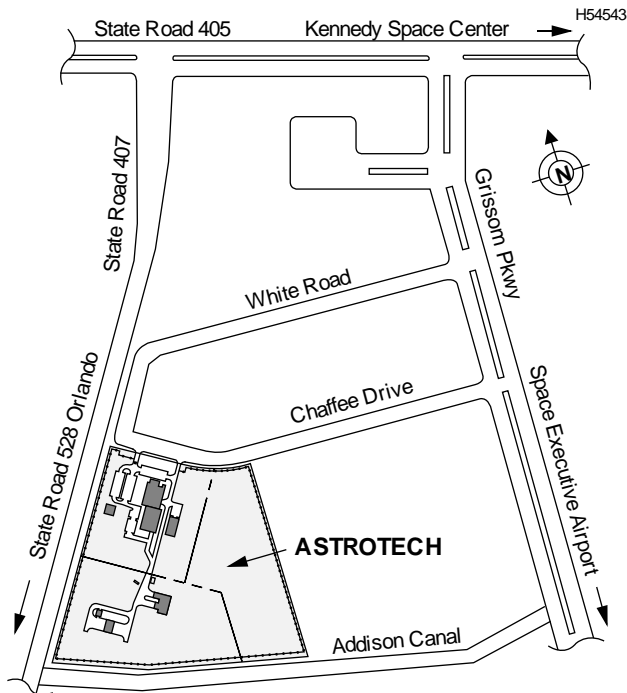 H54543
State Road 405
Kennedy Space Center
State Road 407
N
Grissom Pkwy
White Road
Chaffee Drive
State Road 528 Orlando
Space Executive Airport
ASTROTECH
Addison Canal